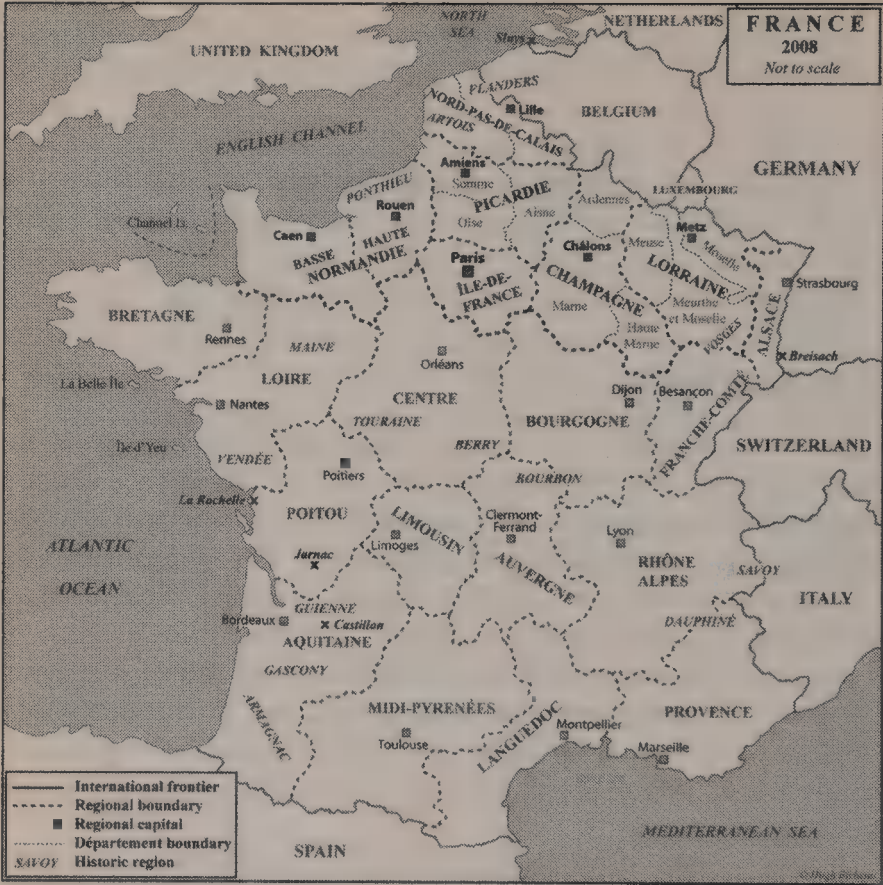 FRANCE
2008
Not to scale
NORTH
SEA
NETHERLANDS
Sluys
UNITED KINGDOM
FLANDERS
Lille
BELGIUM
NORD-PAS-DE-CALAIS
ARTOIS
ENGLISH CHANNEL
GERMANY
Amiens
Somme
PICARDIE
LUXEMBOURG
PONTHIEU
Rouen
Oise
Aisne
Ardennes
Channel Is.
Caen
HAUTE
BASSE
NORMANDIE
Paris
ÎLE-DE-
FRANCE
Châlons
Meuse
Metz
Moselle
LORRAINE
CHAMPAGNE
Marne
Meurthe
et Moselle
Haute
Marne
VOSGES
ALSACE
Strasbourg
Breisach
BRETAGNE
Rennes
MAINE
LOIRE
Orléans
La Belle Île
Nantes
CENTRE
TOURAINE
Dijon
Besançon
BOURGOGNE
FRANCHE-COMTÉ
SWITZERLAND
Île d'Yeu
VENDÉE
BERRY
Poitiers
BOURBON
La Rochelle
POITOU
LIMOUSIN
Limoges
Clermont-
Ferrand
AUVERGNE
Lyon
RHÔNE
ALPES
SAVOY
ITALY
ATLANTIC
OCEAN
Jarnac
GUIENNE
Bordeaux
Castillon
AQUITAINE
DAUPHINÉ
GASCONY
ARMAGNAC
MIDI-PYRENÉES
Toulouse
LANGUEDOC
Montpellier
PROVENCE
Marseille
International frontier
Regional boundary
Regional capital
Département boundary
SAVOY Historic region
SPAIN
MEDITERRANEAN SEA